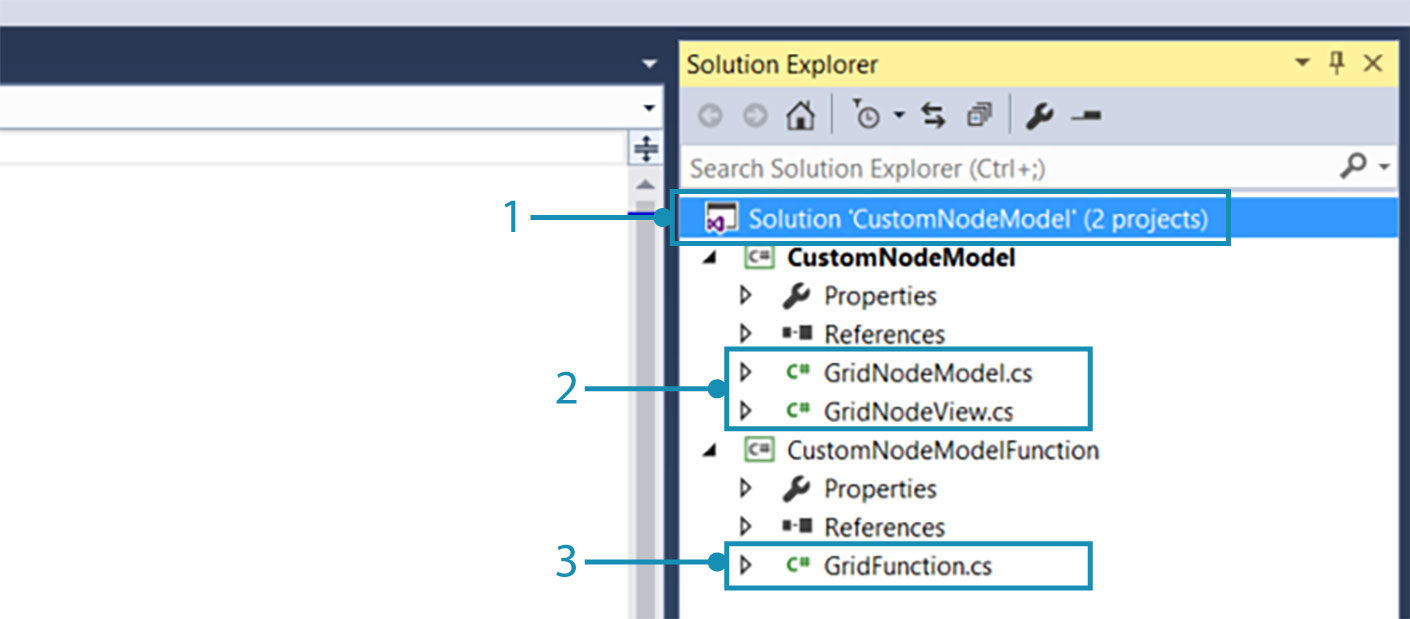 Solution Explorer
Search Solution Explorer (Ctrl+;)
1
Solution 'CustomNodeModel' (2 projects)
C# CustomNodeModel
Properties
References
2
C# GridNodeModel.cs
C# GridNodeView.cs
C# CustomNodeModelFunction
Properties
References
3
C# GridFunction.cs